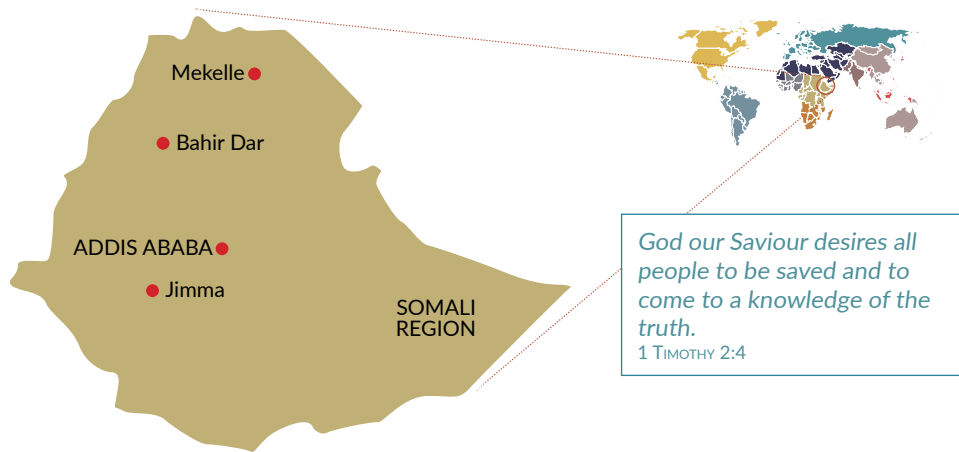 Mekelle
Bahir Dar
ADDIS ABABA
Jimma
SOMALI
REGION
God our Saviour desires all
people to be saved and to
come to a knowledge of the
truth.
1 Timothy 2:4